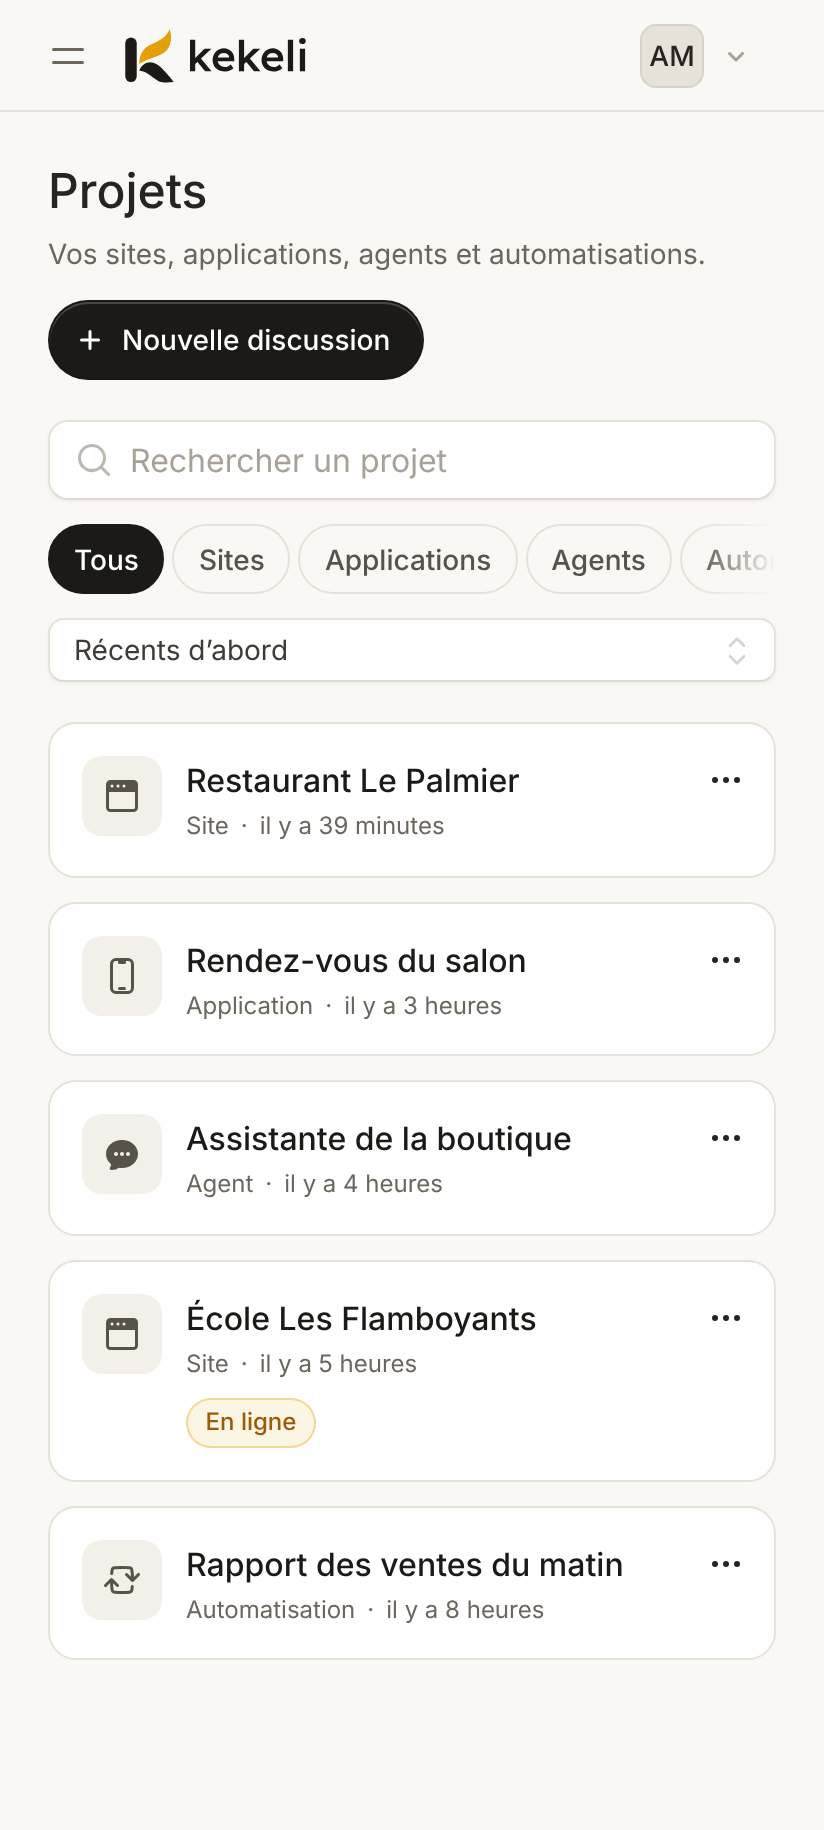 kekeli
AM
Projets
Vos sites, applications, agents et automatisations.
+ Nouvelle discussion
Rechercher un projet
Tous
Sites
Applications
Agents
Récents d’abord
Restaurant Le Palmier
Site · il y a 39 minutes
Rendez-vous du salon
Application · il y a 3 heures
Assistante de la boutique
Agent · il y a 4 heures
École Les Flamboyants
Site · il y a 5 heures
En ligne
Rapport des ventes du matin
Automatisation · il y a 8 heures